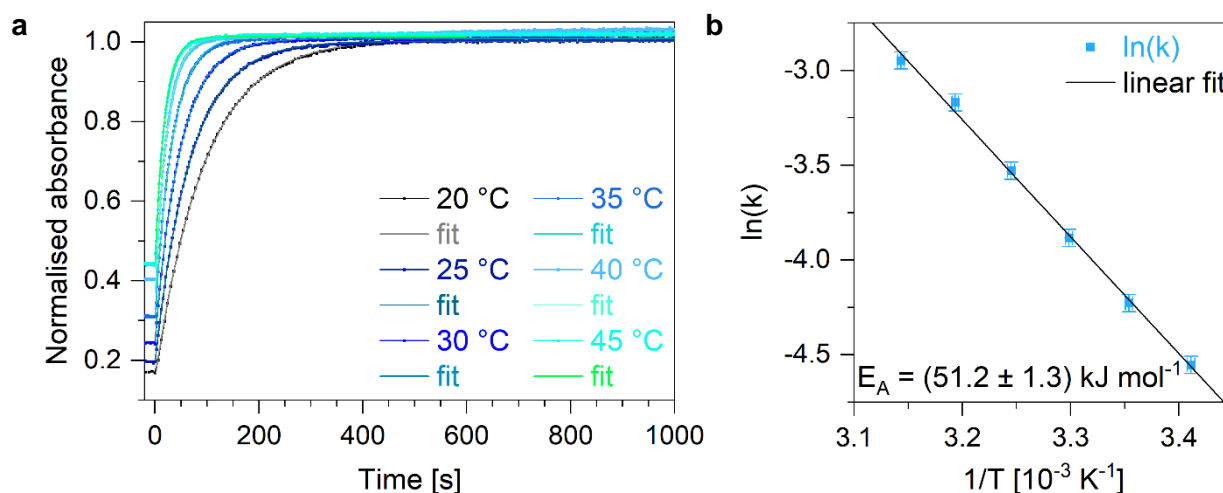 a
Normalised absorbance
1.0
0.8
0.6
0.4
0.2
0
200
400
600
800
1000
Time [s]
20 °C
35 °C
fit
fit
25 °C
40 °C
fit
fit
30 °C
45 °C
fit
fit
b
ln(k)
-3.0
-3.5
-4.0
-4.5
3.1
3.2
3.3
3.4
1/T [10⁻³ K⁻¹]
ln(k)
linear fit
E_A = (51.2 ± 1.3) kJ mol⁻¹